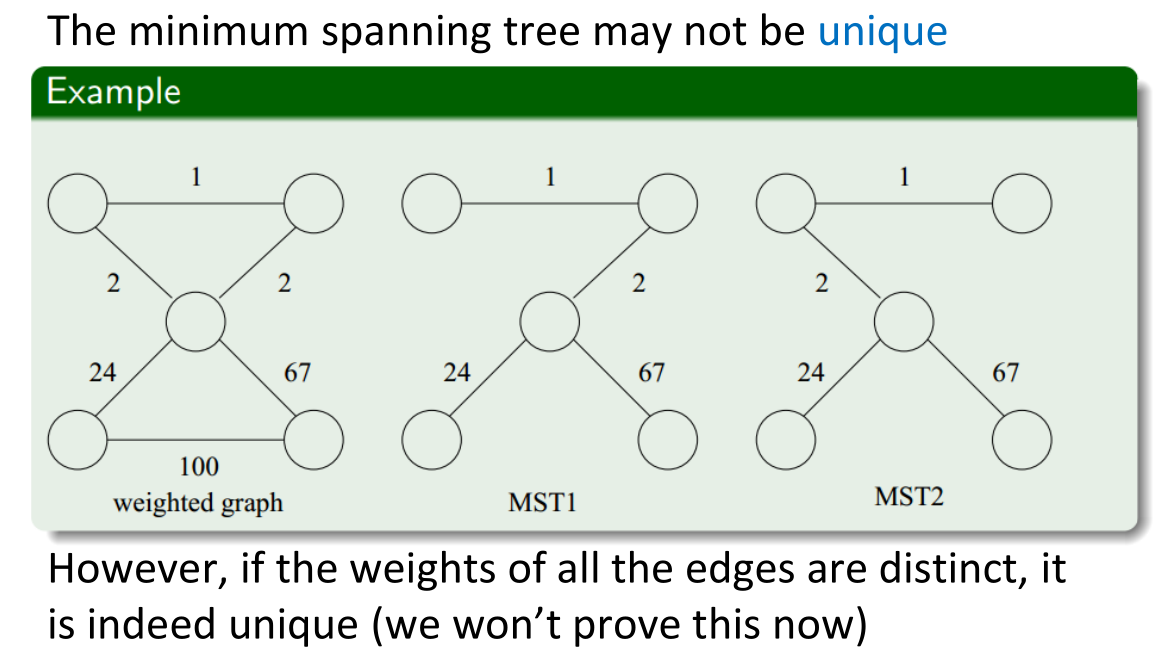 The minimum spanning tree may not be unique
Example
1
1
1
2
2
2
2
24
67
24
67
24
67
100
weighted graph
MST1
MST2
However, if the weights of all the edges are distinct, it
is indeed unique (we won’t prove this now)